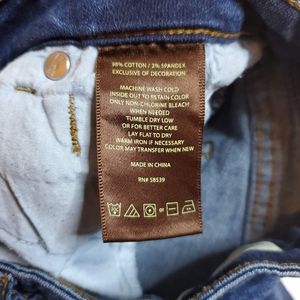 98% COTTON / 2% SPANDEX
EXCLUSIVE OF DECORATION
MACHINE WASH COLD
INSIDE OUT TO RETAIN COLOR
ONLY NON-CHLORINE BLEACH
WHEN NEEDED
TUMBLE DRY LOW
OR FOR BETTER CARE
LAY FLAT TO DRY
WARM IRON IF NECESSARY
COLOR MAY TRANSFER WHEN NEW
MADE IN CHINA
RN# 58539
or